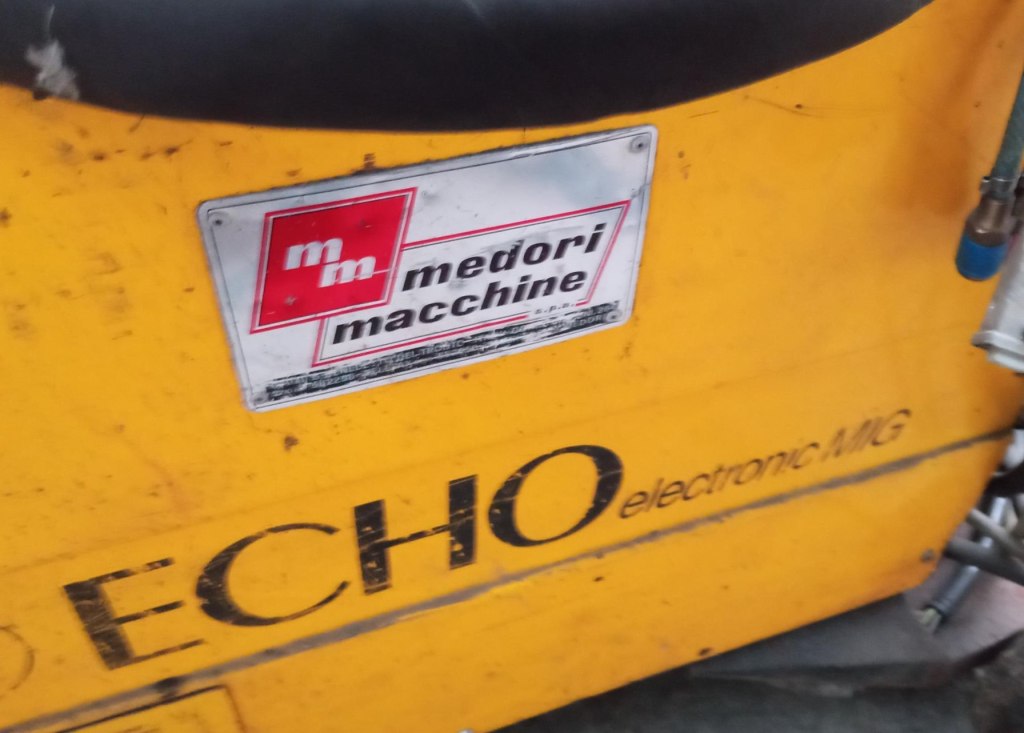 mm
medori
macchine
s.p.a.
ECHO electronic MIG